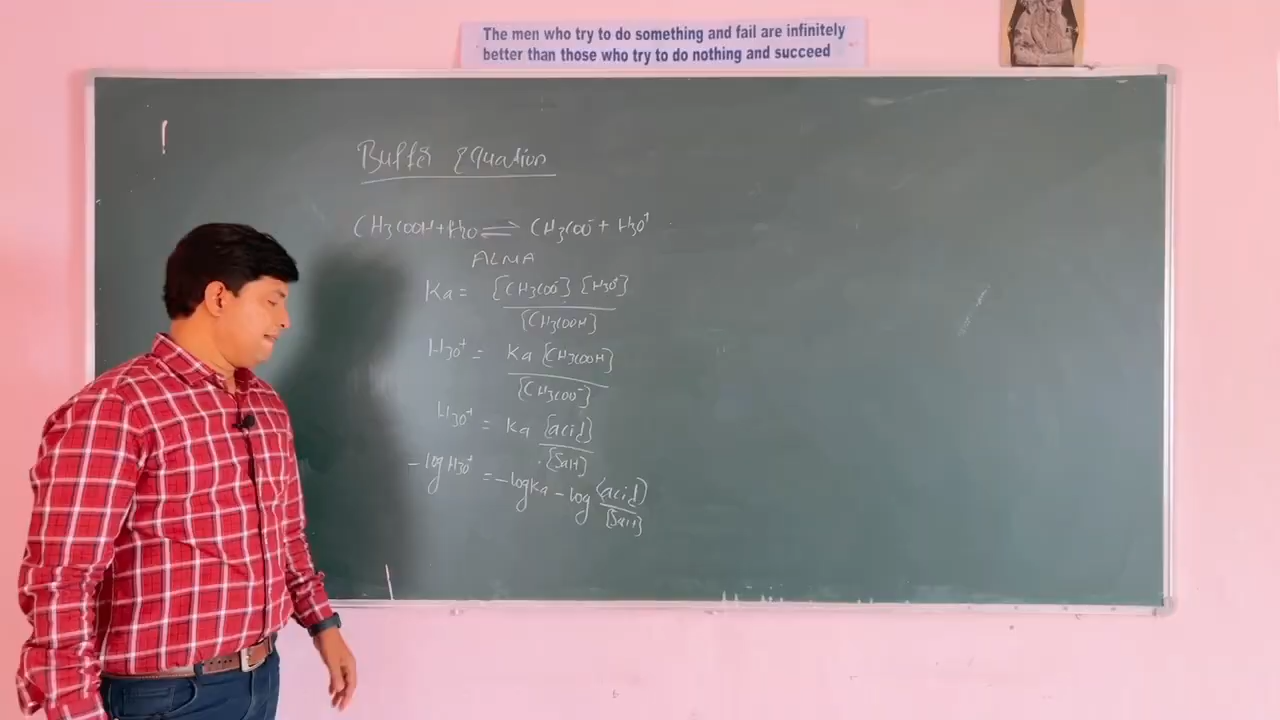 The men who try to do something and fail are infinitely
better than those who try to do nothing and succeed
Buffer Equation
CH3COOH + H2O ⇌ CH3COO⁻ + H3O⁺
ALMA
Ka = [CH3COO⁻] [H3O⁺]
[CH3COOH]
H3O⁺ = Ka [CH3COOH]
[CH3COO⁻]
H3O⁺ = Ka [acid]
[Salt]
-log H3O⁺ = -log Ka - log [acid]
[Salt]